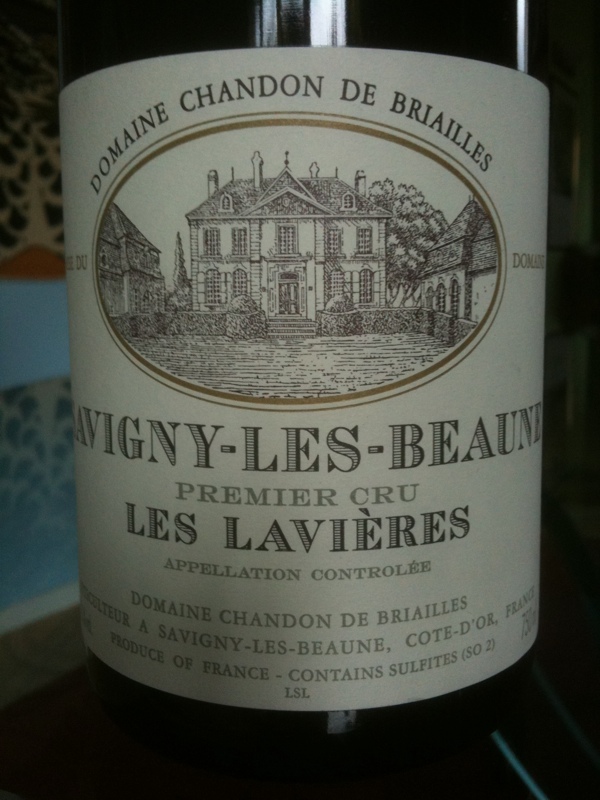 DOMAINE CHANDON DE BRIAILLES
DU
DOMAINE
SAVIGNY-LES-BEAUNE
PREMIER CRU
LES LAVIÈRES
APPELLATION CONTROLÉE
DOMAINE CHANDON DE BRIAILLES
A SAVIGNY-LES-BEAUNE, COTE-D'OR, FRANCE
PRODUCE OF FRANCE - CONTAINS SULFITES (SO 2)
LSL